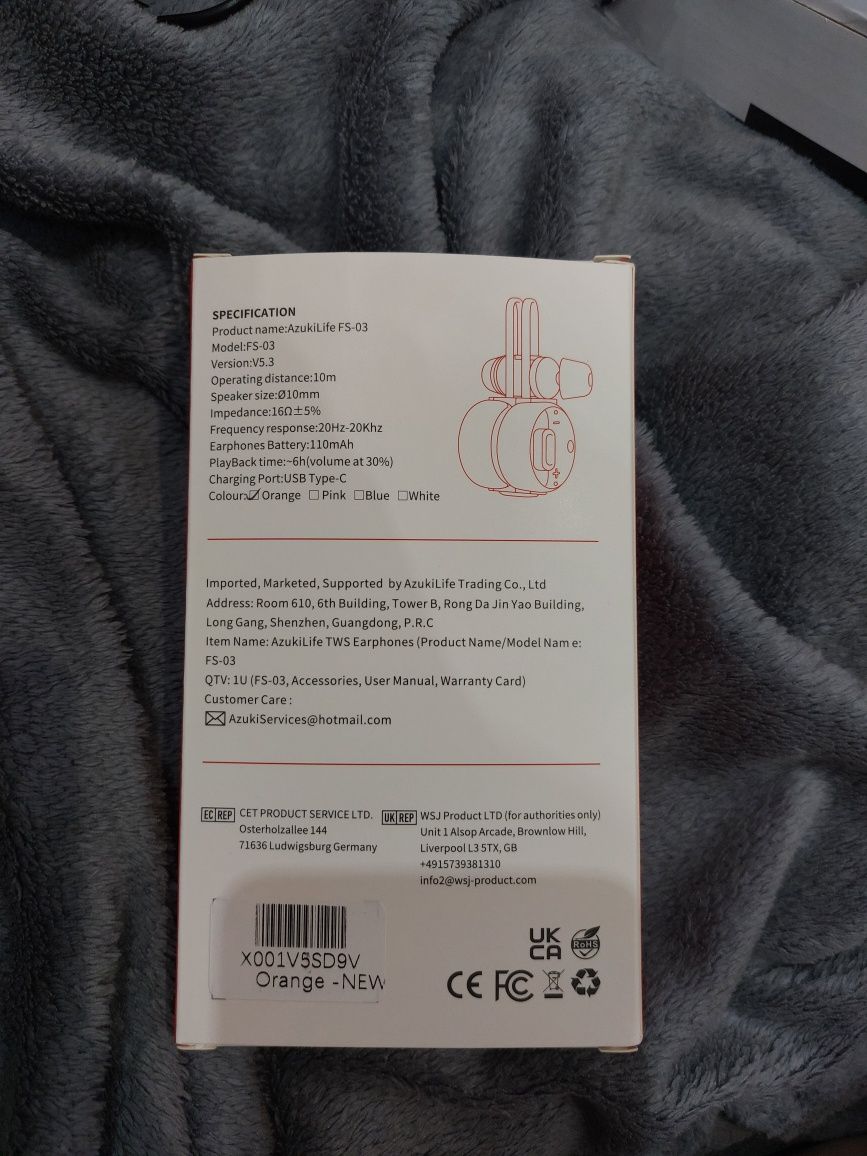 SPECIFICATION
Product name:AzukiLife FS-03
Model:FS-03
Version:V5.3
Operating distance:10m
Speaker size:Ø10mm
Impedance:16Ω±5%
Frequency response:20Hz-20Khz
Earphones Battery:110mAh
PlayBack time:~6h(volume at 30%)
Charging Port:USB Type-C
Colour:☑Orange ☐Pink ☐Blue ☐White
Imported, Marketed, Supported by AzukiLife Trading Co., Ltd
Address: Room 610, 6th Building, Tower B, Rong Da Jin Yao Building,
Long Gang, Shenzhen, Guangdong, P.R.C
Item Name: AzukiLife TWS Earphones (Product Name/Model Nam e:
FS-03
QTV: 1U (FS-03, Accessories, User Manual, Warranty Card)
Customer Care :
AzukiServices@hotmail.com
EC REP CET PRODUCT SERVICE LTD.
Osterholzallee 144
71636 Ludwigsburg Germany
UK REP WSJ Product LTD (for authorities only)
Unit 1 Alsop Arcade, Brownlow Hill,
Liverpool L3 5TX, GB
+4915739381310
info2@wsj-product.com
X001V5SD9V
Orange -NEW
UK
CA
RoHS
CE FC